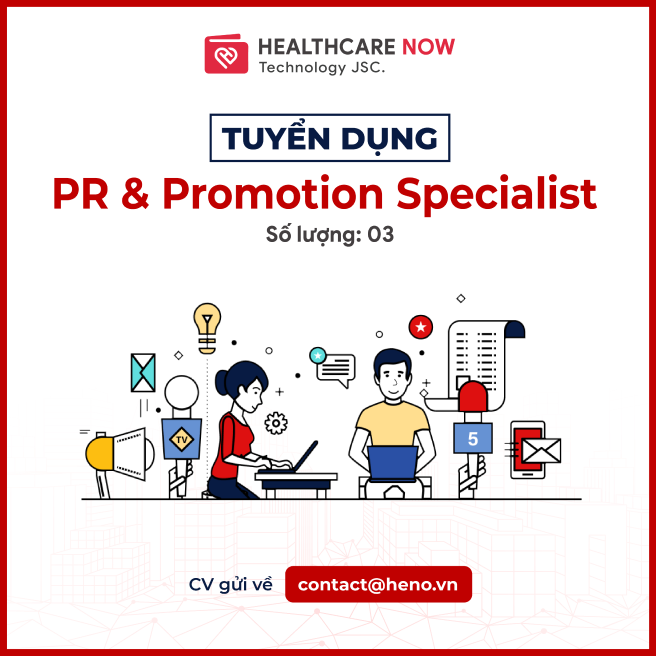 HEALTHCARE NOW
Technology JSC.
TUYỂN DỤNG
PR & Promotion Specialist
Số lượng: 03
TV
5
CV gửi về contact@heno.vn